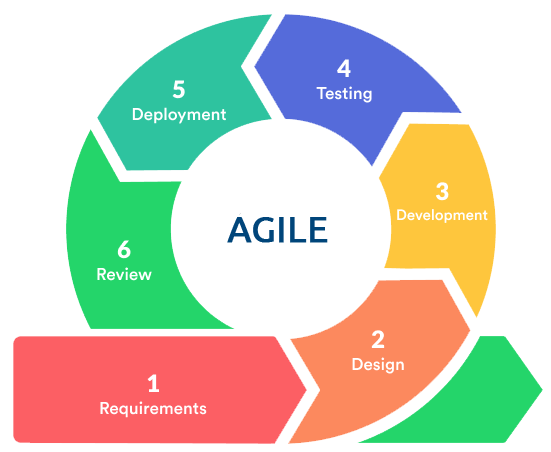 AGILE
1
Requirements
2
Design
3
Development
4
Testing
5
Deployment
6
Review